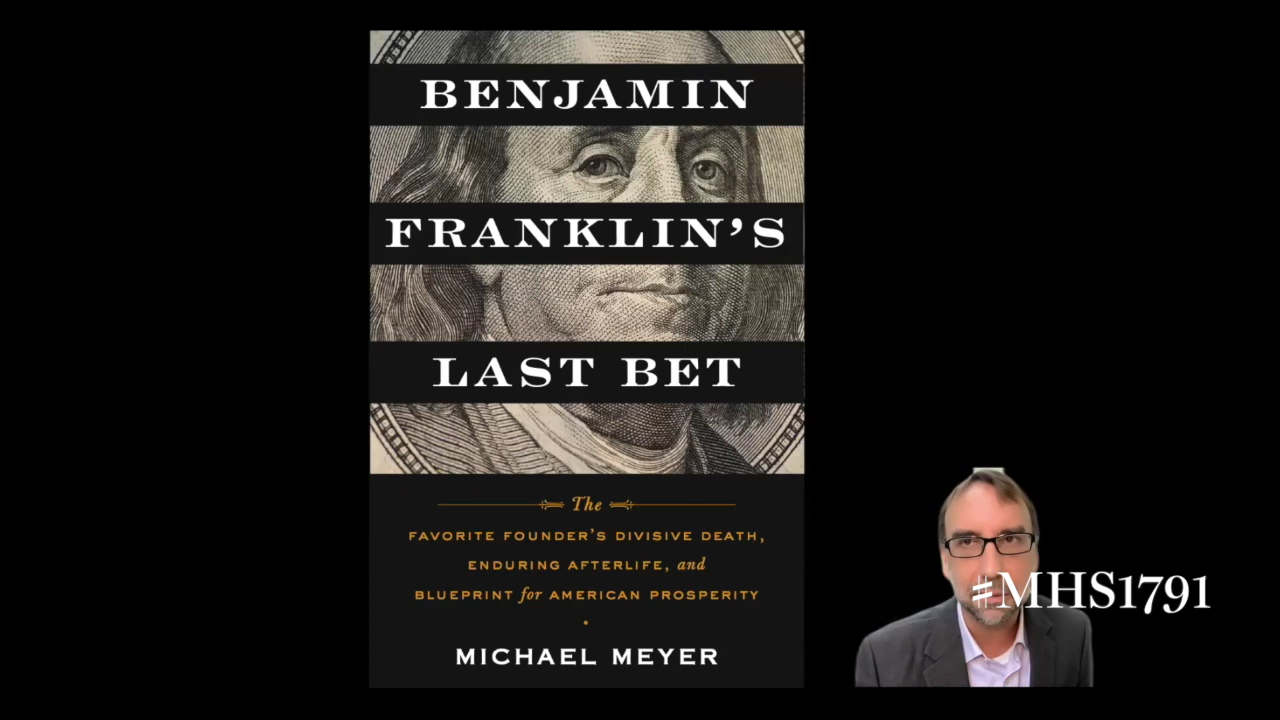 BENJAMIN
FRANKLIN'S
LAST BET
The
FAVORITE FOUNDER'S DIVISIVE DEATH,
ENDURING AFTERLIFE, and
BLUEPRINT for AMERICAN PROSPERITY
MICHAEL MEYER
#MHS1791